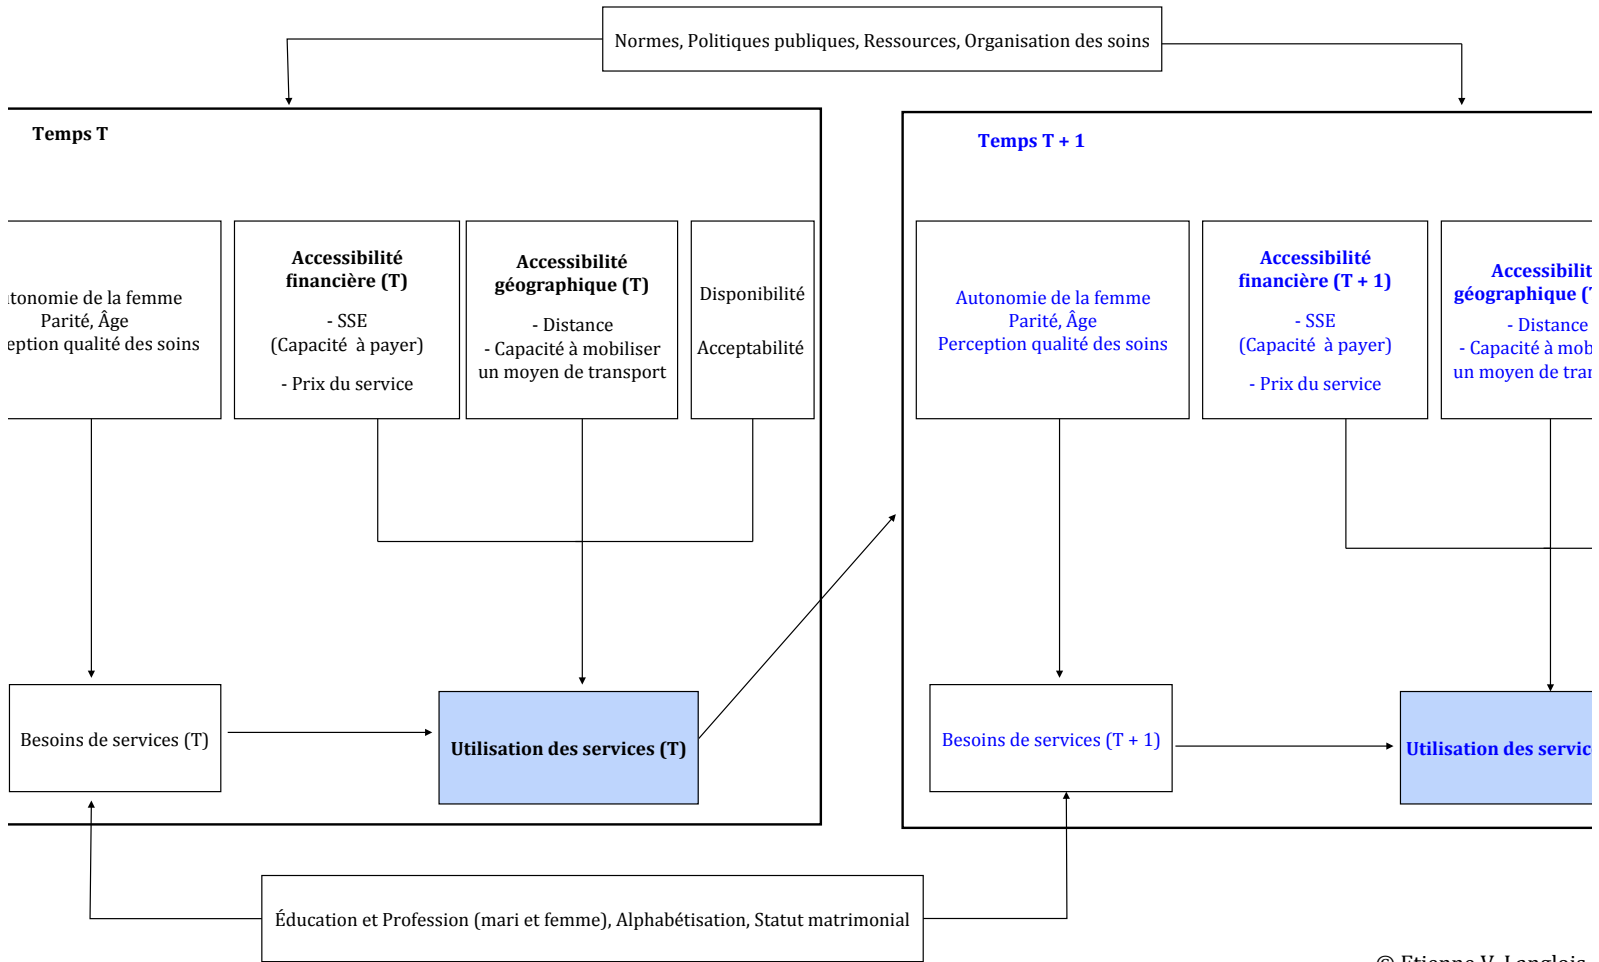 Normes, Politiques publiques, Ressources, Organisation des soins
Temps T
tonomie de la femme
Parité, Âge
eption qualité des soins
Accessibilité
financière (T)
- SSE
(Capacité à payer)
- Prix du service
Accessibilité
géographique (T)
- Distance
- Capacité à mobiliser
un moyen de transport
Disponibilité
Acceptabilité
Besoins de services (T)
Utilisation des services (T)
Temps T + 1
Autonomie de la femme
Parité, Âge
Perception qualité des soins
Accessibilité
financière (T + 1)
- SSE
(Capacité à payer)
- Prix du service
Accessibilit
géographique (
- Distance
- Capacité à mob
un moyen de tran
Besoins de services (T + 1)
Utilisation des servic
Éducation et Profession (mari et femme), Alphabétisation, Statut matrimonial
© Etienne V. Langlois